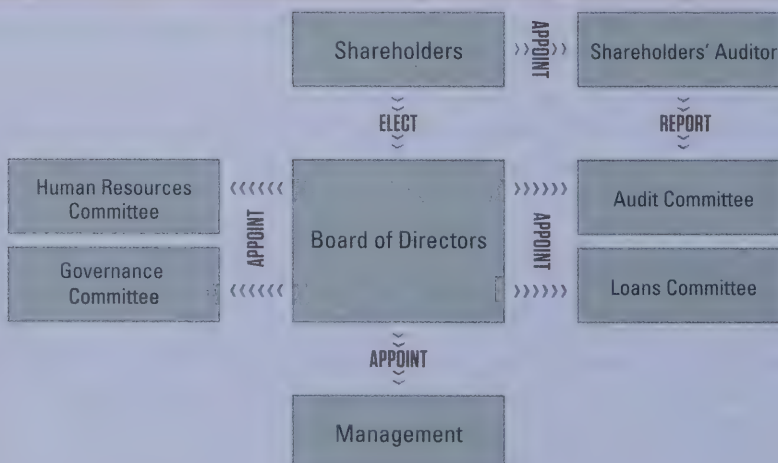 Shareholders
APPOINT
Shareholders' Auditor
ELECT
REPORT
Human Resources
Committee
APPOINT
Governance
Committee
Board of Directors
APPOINT
Audit Committee
Loans Committee
APPOINT
Management